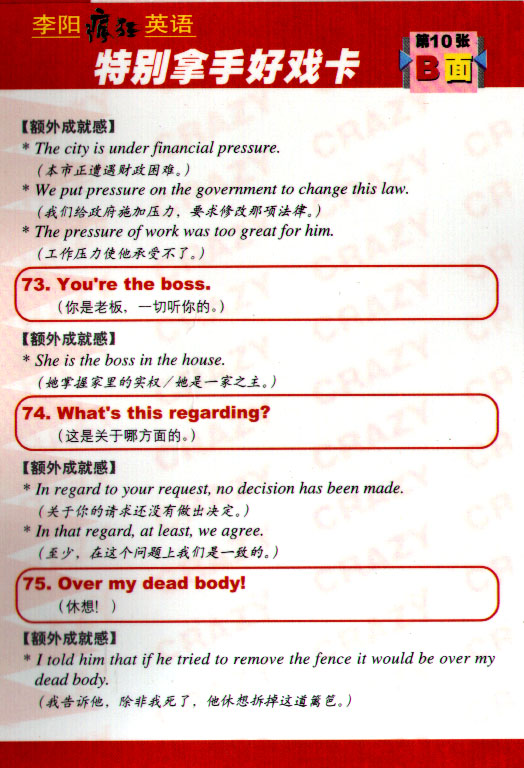 李阳疯狂英语
特别拿手好戏卡
第10张
B面
【额外成就感】
* The city is under financial pressure.
(本市正遭遇财政困难。)
* We put pressure on the government to change this law.
(我们给政府施加压力，要求修改那项法律。)
* The pressure of work was too great for him.
(工作压力使他承受不了。)
73. You're the boss.
(你是老板，一切听你的。)
【额外成就感】
* She is the boss in the house.
(她掌握家里的实权／她是一家之主。)
74. What's this regarding?
(这是关于哪方面的。)
【额外成就感】
* In regard to your request, no decision has been made.
(关于你的请求还没有做出决定。)
* In that regard, at least, we agree.
(至少，在这个问题上我们是一致的。)
75. Over my dead body!
(休想! )
【额外成就感】
* I told him that if he tried to remove the fence it would be over my
dead body.
(我告诉他，除非我死了，他休想拆掉这道篱笆。)
CRAZY